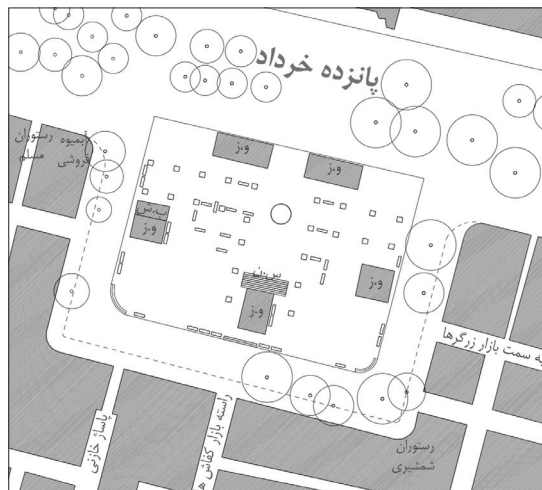 پانزده خرداد
رستوران
مسلم
آبمیوه
فروشی
و.ز
و.ز
ب.ش
و.ز
س.ن
و.ز
و.ز
به سمت بازار زرگرها
رستوران
شمشیری
راسته بازار کفاش ه
پاساژ خازنی